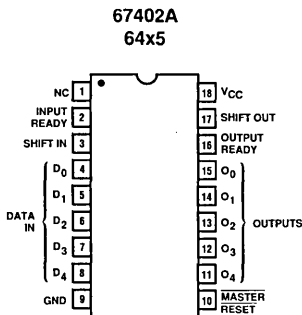 67402A
64x5
NC 1
18 VCC
INPUT READY 2
17 SHIFT OUT
SHIFT IN 3
16 OUTPUT READY
D0 4
15 O0
D1 5
14 O1
DATA IN
D2 6
13 O2
OUTPUTS
D3 7
12 O3
D4 8
11 O4
GND 9
10 MASTER RESET